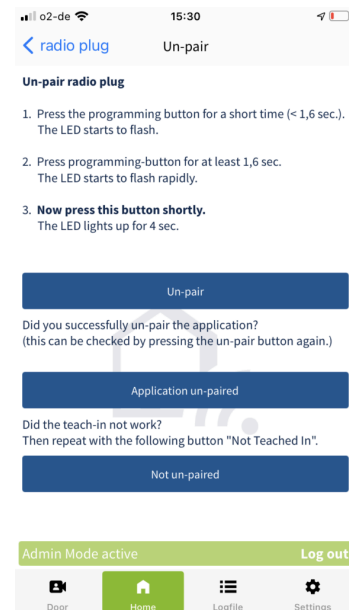 o2-de 15:30
radio plug Un-pair
Un-pair radio plug
1. Press the programming button for a short time (< 1,6 sec.).
The LED starts to flash.
2. Press programming-button for at least 1,6 sec.
The LED starts to flash rapidly.
3. Now press this button shortly.
The LED lights up for 4 sec.
Un-pair
Did you successfully un-pair the application?
(this can be checked by pressing the un-pair button again.)
Application un-paired
Did the teach-in not work?
Then repeat with the following button "Not Teached In".
Not un-paired
Admin Mode active Log out
Door Home Logfile Settings